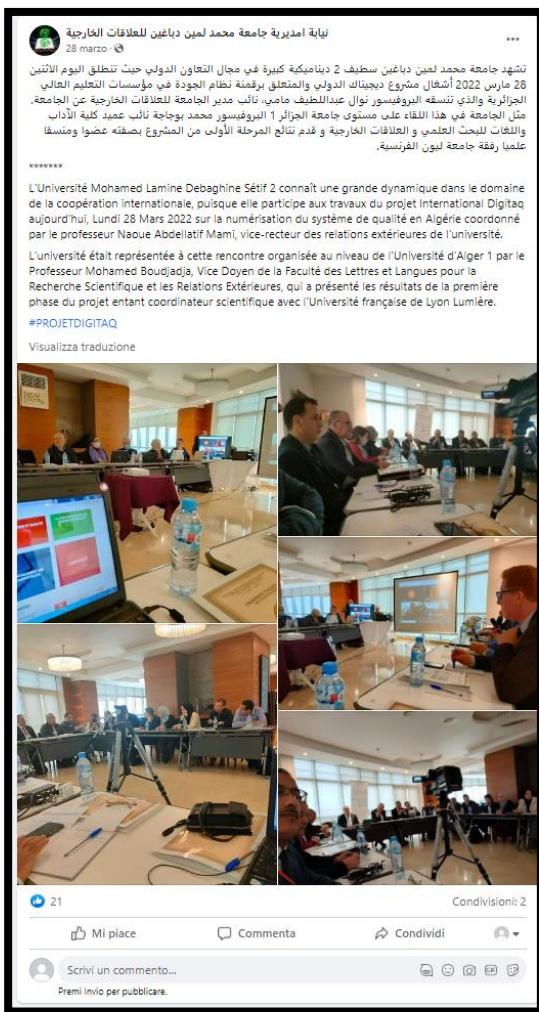 نيابة امديرية جامعة محمد لمين دباغين للعلاقات الخارجية
28 marzo ·
تشهد جامعة محمد لمين دباغين سطيف 2 ديناميكية كبيرة في مجال التعاون الدولي حيث تنطلق اليوم الاثنين
28 مارس 2022 أشغال مشروع ديجيتاك الدولي والمتعلق برقمنة نظام الجودة في مؤسسات التعليم العالي
الجزائرية والذي تنسقه البروفيسور نوال عبداللطيف مامي، نائب مدير الجامعة للعلاقات الخارجية عن الجامعة.
مثل الجامعة في هذا اللقاء على مستوى جامعة الجزائر 1 البروفيسور محمد بوجاجة نائب عميد كلية الآداب
واللغات للبحث العلمي و العلاقات الخارجية و قدم نتائج المرحلة الأولى من المشروع بصفته عضوا ومنسقا
علميا رفقة جامعة ليون الفرنسية.
*******
L'Université Mohamed Lamine Debaghine Sétif 2 connaît une grande dynamique dans le domaine
de la coopération internationale, puisque elle participe aux travaux du projet International Digitaq
aujourd'hui, Lundi 28 Mars 2022 sur la numérisation du système de qualité en Algérie coordonné
par le professeur Naoue Abdellatif Mami, vice-recteur des relations extérieures de l'université.
L'université était représentée à cette rencontre organisée au niveau de l'Université d'Alger 1 par le
Professeur Mohamed Boudjadja, Vice Doyen de la Faculté des Lettres et Langues pour la
Recherche Scientifique et les Relations Extérieures, qui a présenté les résultats de la première
phase du projet entant coordinateur scientifique avec l'Université française de Lyon Lumière.
#PROJETDIGITAQ
Visualizza traduzione
21
Condivisioni: 2
Mi piace
Commenta
Condividi
Scrivi un commento...
GIF
Premi Invio per pubblicare.